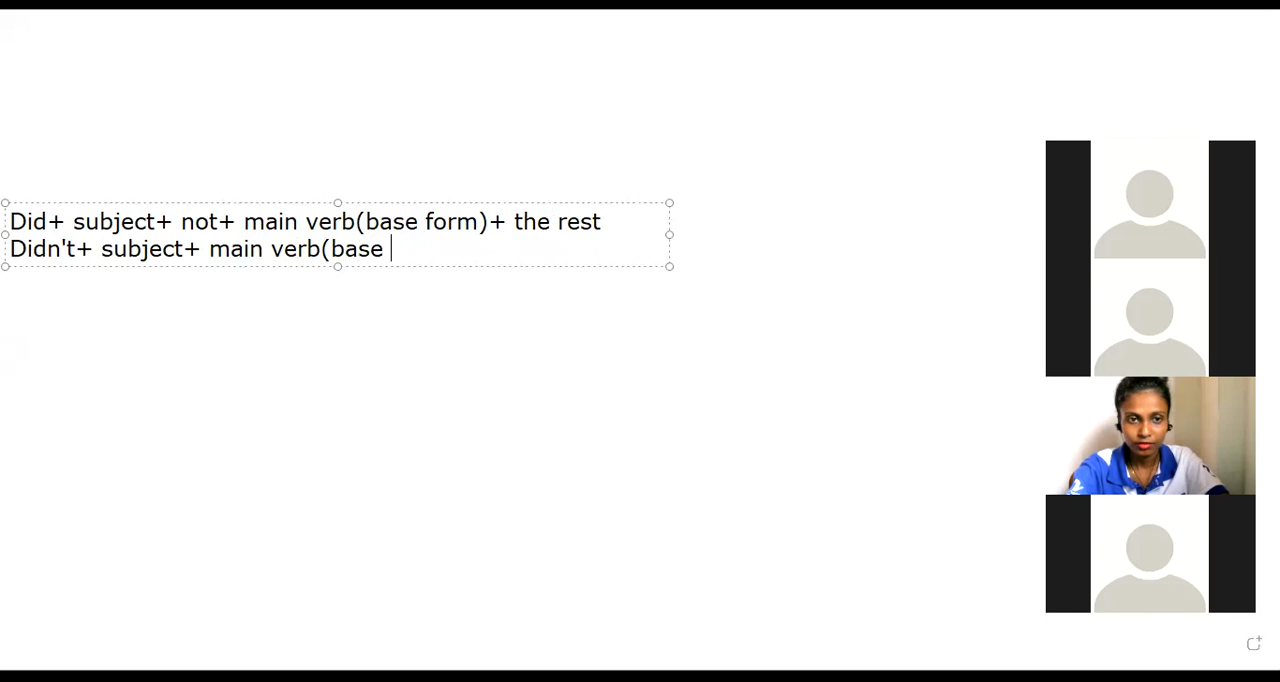 Did+ subject+ not+ main verb(base form)+ the rest
Didn't+ subject+ main verb(base